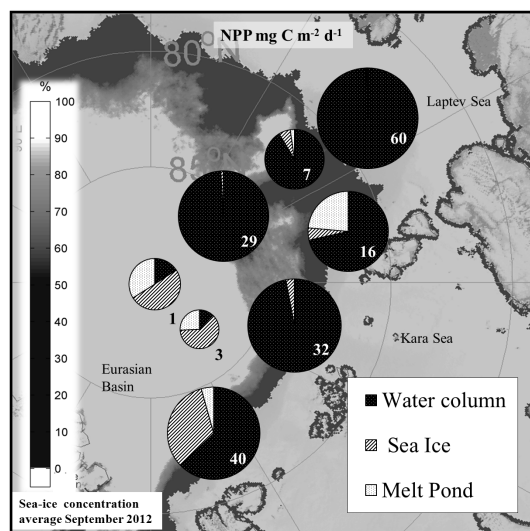 NPP mg C m-2 d-1
80°N
85°N
%
100
90
80
70
60
50
40
30
20
10
0
Laptev Sea
60
7
29
16
1
3
32
40
Kara Sea
Eurasian
Basin
Water column
Sea Ice
Melt Pond
Sea-ice concentration
average September 2012